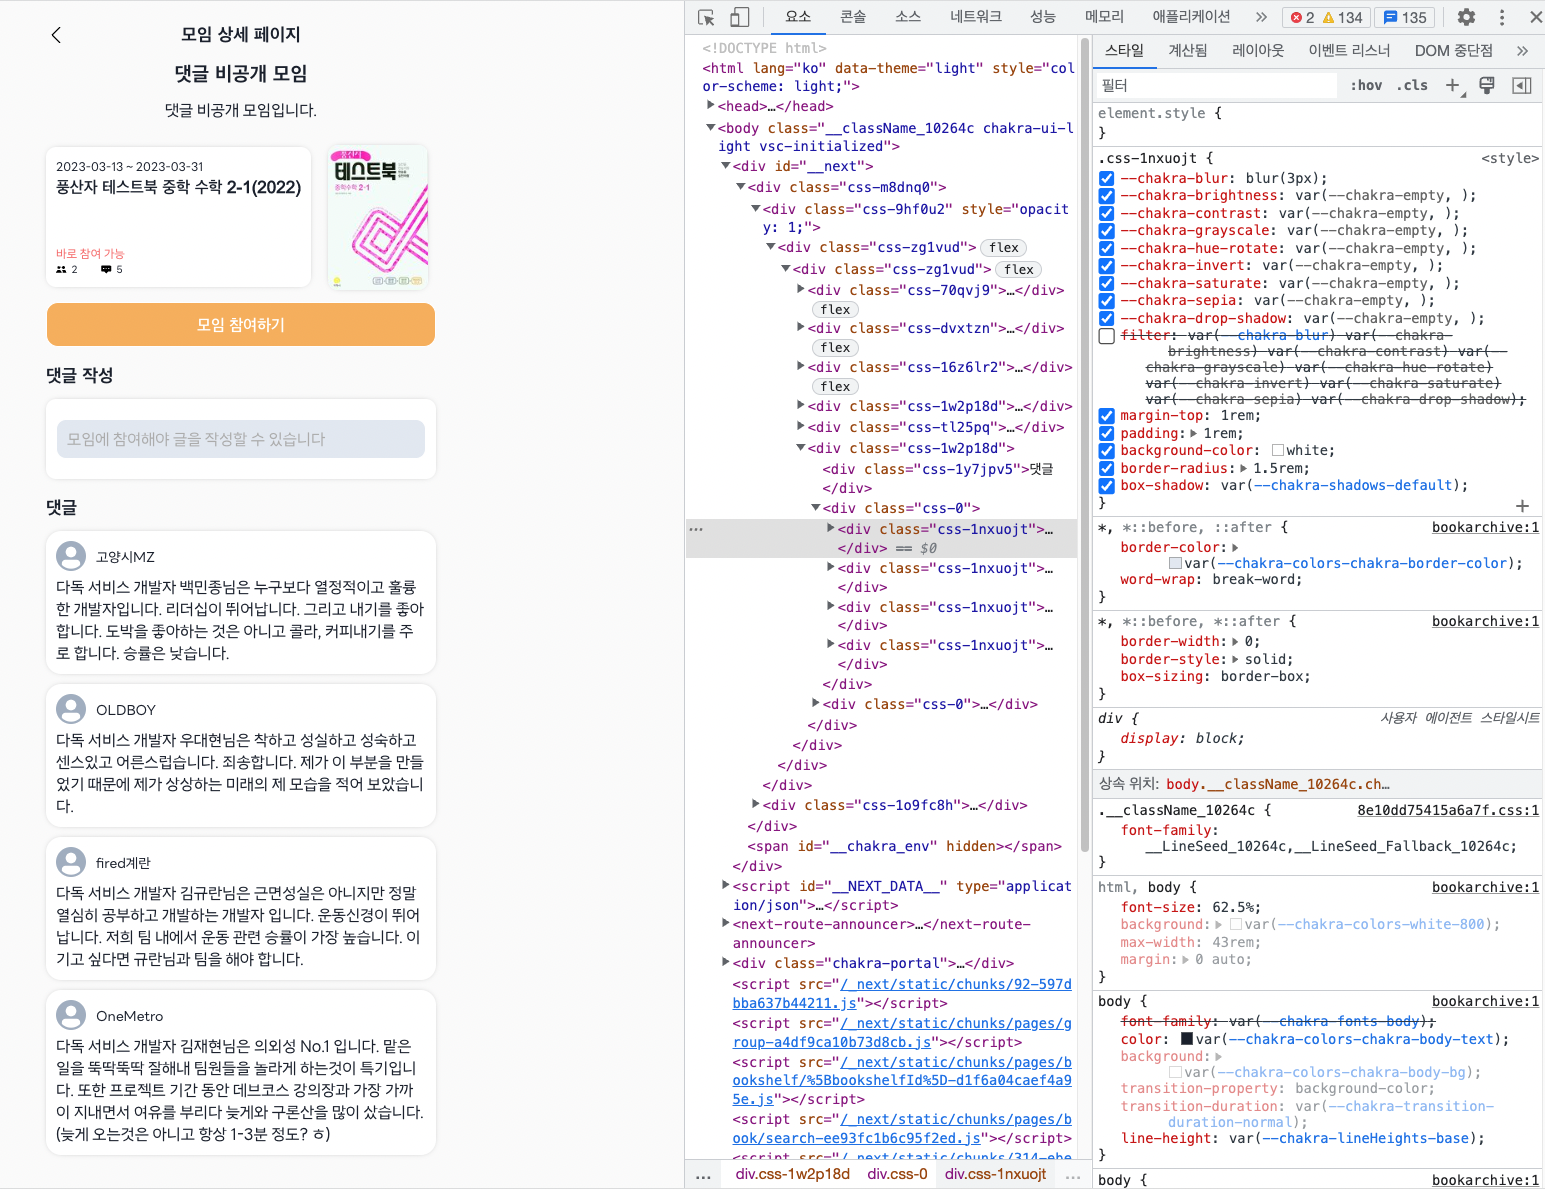 모임 상세 페이지
댓글 비공개 모임
댓글 비공개 모임입니다.
2023-03-13 ~ 2023-03-31
풍산자 테스트북 중학 수학 2-1(2022)
바로 참여 가능
2 5
풍산자
테스트북
중학수학 2-1
모임 참여하기
댓글 작성
모임에 참여해야 글을 작성할 수 있습니다
댓글
고양시MZ
다독 서비스 개발자 백민종님은 누구보다 열정적이고 훌륭
한 개발자입니다. 리더십이 뛰어납니다. 그리고 내기를 좋아
합니다. 도박을 좋아하는 것은 아니고 콜라, 커피내기를 주
로 합니다. 승률은 낮습니다.
OLDBOY
다독 서비스 개발자 우대현님은 착하고 성실하고 성숙하고
센스있고 어른스럽습니다. 죄송합니다. 제가 이 부분을 만들
었기 때문에 제가 상상하는 미래의 제 모습을 적어 보았습니
다.
fired계란
다독 서비스 개발자 김규란님은 근면성실은 아니지만 정말
열심히 공부하고 개발하는 개발자 입니다. 운동신경이 뛰어
납니다. 저희 팀 내에서 운동 관련 승률이 가장 높습니다. 이
기고 싶다면 규란님과 팀을 해야 합니다.
OneMetro
다독 서비스 개발자 김재현님은 의외성 No.1 입니다. 맡은
일을 뚝딱뚝딱 잘해내 팀원들을 놀라게 하는것이 특기입니
다. 또한 프로젝트 기간 동안 데브코스 강의장과 가장 가까
이 지내면서 여유를 부리다 늦게와 구론산을 많이 샀습니다.
(늦게 오는것은 아니고 항상 1-3분 정도? ㅎ)
요소 콘솔 소스 네트워크 성능 메모리 애플리케이션 » 2 134 135
<!DOCTYPE html>
<html lang="ko" data-theme="light" style="col
or-scheme: light;">
<head>…</head>
<body class="__className_10264c chakra-ui-l
ight vsc-initialized">
<div id="__next">
<div class="css-m8dnq0">
<div class="css-9hf0u2" style="opacit
y: 1;">
<div class="css-zg1vud"> flex
<div class="css-zg1vud"> flex
<div class="css-70qvj9">…</div>
flex
<div class="css-dvxtzn">…</div>
flex
<div class="css-16z6lr2">…</div>
flex
<div class="css-1w2p18d">…</div>
<div class="css-tl25pq">…</div>
<div class="css-1w2p18d">
<div class="css-1y7jpv5">댓글
</div>
<div class="css-0">
… <div class="css-1nxuojt">…
</div> == $0
<div class="css-1nxuojt">…
</div>
<div class="css-1nxuojt">…
</div>
<div class="css-1nxuojt">…
</div>
</div>
<div class="css-0">…</div>
</div>
</div>
</div>
</div>
<div class="css-1o9fc8h">…</div>
</div>
<span id="__chakra_env" hidden></span>
</div>
<script id="__NEXT_DATA__" type="applicat
ion/json">…</script>
<next-route-announcer>…</next-route-
announcer>
<div class="chakra-portal">…</div>
<script src="/_next/static/chunks/92-597d
bba637b44211.js"></script>
<script src="/_next/static/chunks/pages/g
roup-a4df9ca10b73d8cb.js"></script>
<script src="/_next/static/chunks/pages/b
ookshelf/%5BbookshelfId%5D-d1f6a04caef4a9
5e.js"></script>
<script src="/_next/static/chunks/pages/b
ook/search-ee93fc1b6c95f2ed.js"></script>
<script src="/_next/static/chunks/314-ebe
… div.css-1w2p18d div.css-0 div.css-1nxuojt …
스타일 계산됨 레이아웃 이벤트 리스너 DOM 중단점 »
필터 :hov .cls
element.style {
}
.css-1nxuojt { <style>
--chakra-blur: blur(3px);
--chakra-brightness: var(--chakra-empty, );
--chakra-contrast: var(--chakra-empty, );
--chakra-grayscale: var(--chakra-empty, );
--chakra-hue-rotate: var(--chakra-empty, );
--chakra-invert: var(--chakra-empty, );
--chakra-saturate: var(--chakra-empty, );
--chakra-sepia: var(--chakra-empty, );
--chakra-drop-shadow: var(--chakra-empty, );
filter: var(--chakra-blur) var(--chakra-
brightness) var(--chakra-contrast) var(--
chakra-grayscale) var(--chakra-hue-rotate)
var(--chakra-invert) var(--chakra-saturate)
var(--chakra-sepia) var(--chakra-drop-shadow);
margin-top: 1rem;
padding: 1rem;
background-color: white;
border-radius: 1.5rem;
box-shadow: var(--chakra-shadows-default);
}
*, *::before, ::after { bookarchive:1
border-color:
var(--chakra-colors-chakra-border-color);
word-wrap: break-word;
}
*, *::before, *::after { bookarchive:1
border-width: 0;
border-style: solid;
box-sizing: border-box;
}
div { 사용자 에이전트 스타일시트
display: block;
}
상속 위치: body.__className_10264c.ch…
.__className_10264c { 8e10dd75415a6a7f.css:1
font-family:
__LineSeed_10264c,__LineSeed_Fallback_10264c;
}
html, body { bookarchive:1
font-size: 62.5%;
background: var(--chakra-colors-white-800);
max-width: 43rem;
margin: 0 auto;
}
body { bookarchive:1
font-family: var(--chakra-fonts-body);
color: var(--chakra-colors-chakra-body-text);
background:
var(--chakra-colors-chakra-body-bg);
transition-property: background-color;
transition-duration: var(--chakra-transition-
duration-normal);
line-height: var(--chakra-lineHeights-base);
}
body { bookarchive:1